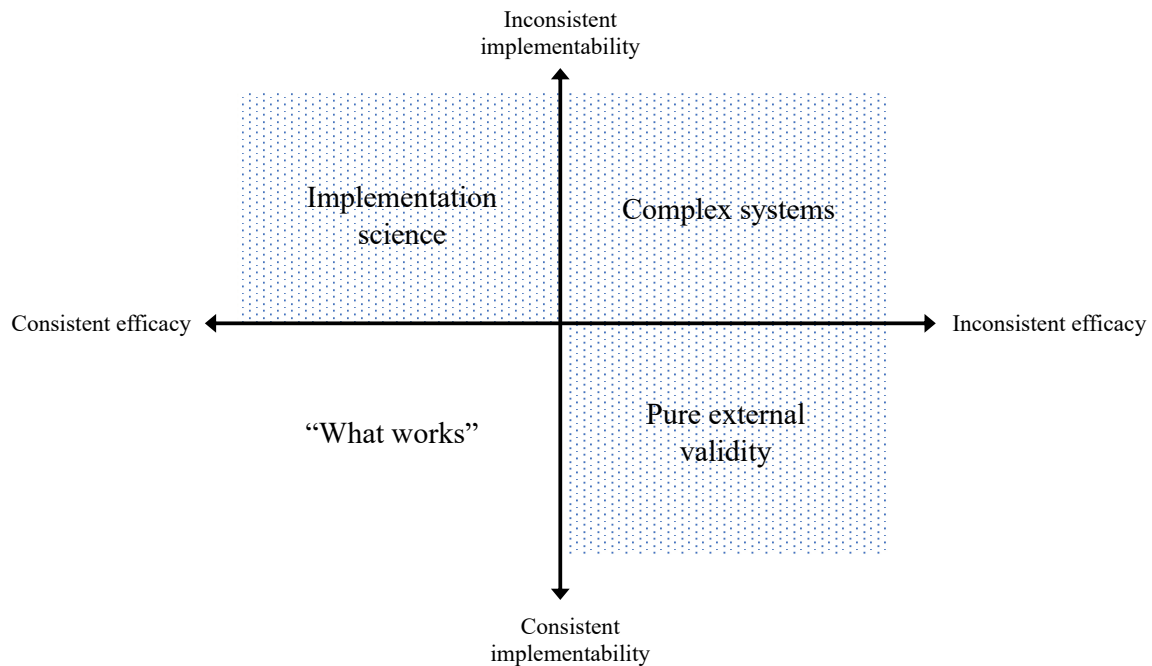 Inconsistent
implementability
Implementation
science
Complex systems
Consistent efficacy
Inconsistent efficacy
“What works”
Pure external
validity
Consistent
implementability